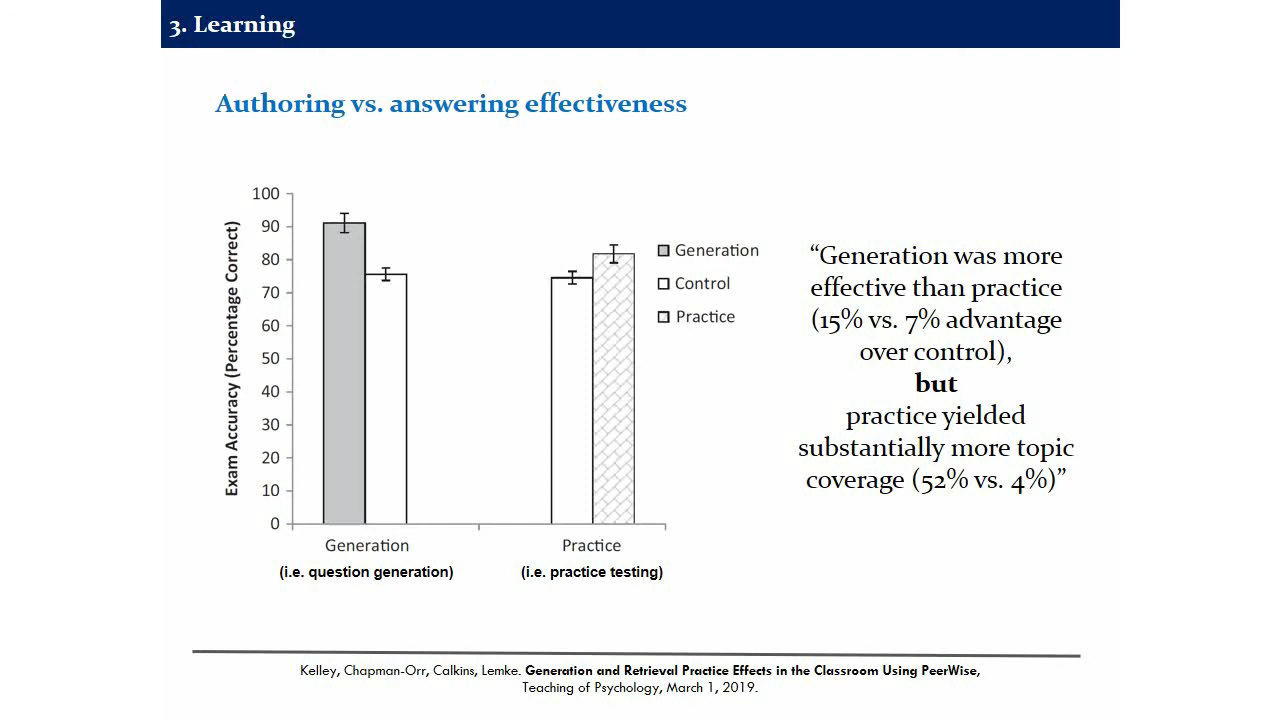 3. Learning
Authoring vs. answering effectiveness
Exam Accuracy (Percentage Correct)
100
90
80
70
60
50
40
30
20
10
0
Generation
(i.e. question generation)
Practice
(i.e. practice testing)
Generation
Control
Practice
“Generation was more
effective than practice
(15% vs. 7% advantage
over control),
but
practice yielded
substantially more topic
coverage (52% vs. 4%)”
Kelley, Chapman-Orr, Calkins, Lemke. Generation and Retrieval Practice Effects in the Classroom Using PeerWise,
Teaching of Psychology, March 1, 2019.